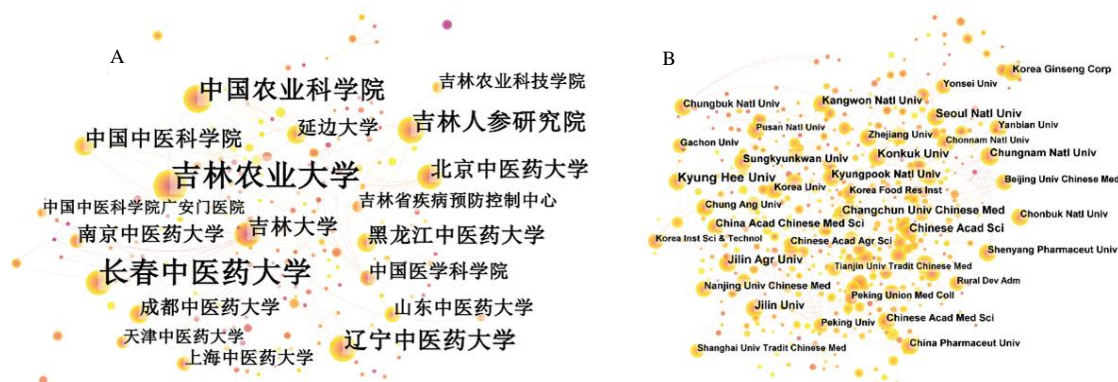 A
中国农业科学院
吉林农业科技学院
中国中医科学院
延边大学
吉林人参研究院
吉林农业大学
北京中医药大学
中国中医科学院广安门医院
吉林省疾病预防控制中心
南京中医药大学
吉林大学
黑龙江中医药大学
长春中医药大学
中国医学科学院
成都中医药大学
山东中医药大学
天津中医药大学
辽宁中医药大学
上海中医药大学
B
Korea Ginseng Corp
Yonsei Univ
Chungbuk Natl Univ
Kangwon Natl Univ
Seoul Natl Univ
Pusan Natl Univ
Yanbian Univ
Zhejiang Univ
Chonnam Natl Univ
Gachon Univ
Sungkyunkwan Univ
Konkuk Univ
Chungnam Natl Univ
Kyung Hee Univ
Kyungpook Natl Univ
Beijing Univ Chinese Med
Korea Univ
Korea Food Res Inst
Chung Ang Univ
Changchun Univ Chinese Med
Chonbuk Natl Univ
China Acad Chinese Med Sci
Chinese Acad Sci
Korea Inst Sci & Technol
Chinese Acad Agr Sci
Shenyang Pharmaceut Univ
Jilin Agr Univ
Tianjin Univ Tradit Chinese Med
Nanjing Univ Chinese Med
Rural Dev Adm
Peking Union Med Coll
Jilin Univ
Chinese Acad Med Sci
Peking Univ
Shanghai Univ Tradit Chinese Med
China Pharmaceut Univ